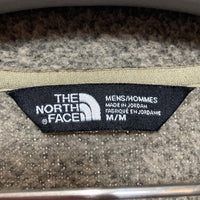 THE
NORTH
FACE
MENS/HOMMES
MADE IN JORDAN
FABRIQUÉ EN JORDANIE
M/M